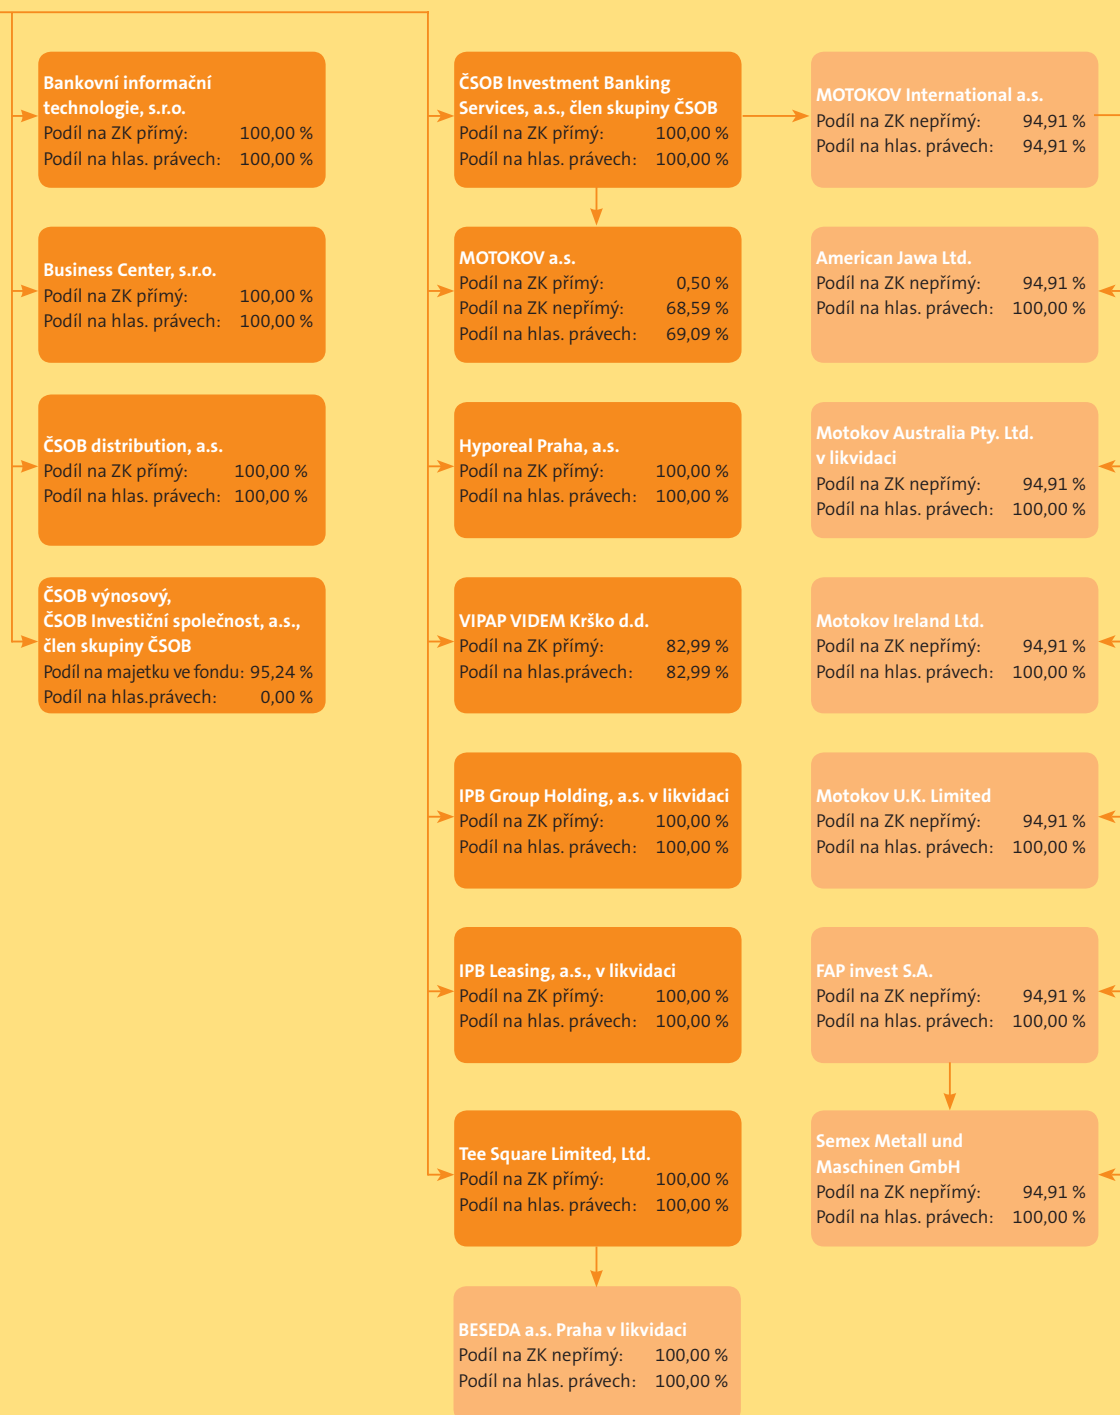 Bankovní informační
technologie, s.r.o.
Podíl na ZK přímý: 100,00 %
Podíl na hlas. právech: 100,00 %
Business Center, s.r.o.
Podíl na ZK přímý: 100,00 %
Podíl na hlas. právech: 100,00 %
ČSOB distribution, a.s.
Podíl na ZK přímý: 100,00 %
Podíl na hlas. právech: 100,00 %
ČSOB výnosový,
ČSOB Investiční společnost, a.s.,
člen skupiny ČSOB
Podíl na majetku ve fondu: 95,24 %
Podíl na hlas.právech: 0,00 %
ČSOB Investment Banking
Services, a.s., člen skupiny ČSOB
Podíl na ZK přímý: 100,00 %
Podíl na hlas. právech: 100,00 %
MOTOKOV a.s.
Podíl na ZK přímý: 0,50 %
Podíl na ZK nepřímý: 68,59 %
Podíl na hlas. právech: 69,09 %
Hyporeal Praha, a.s.
Podíl na ZK přímý: 100,00 %
Podíl na hlas. právech: 100,00 %
VIPAP VIDEM Krško d.d.
Podíl na ZK přímý: 82,99 %
Podíl na hlas.právech: 82,99 %
IPB Group Holding, a.s. v likvidaci
Podíl na ZK přímý: 100,00 %
Podíl na hlas. právech: 100,00 %
IPB Leasing, a.s., v likvidaci
Podíl na ZK přímý: 100,00 %
Podíl na hlas. právech: 100,00 %
Tee Square Limited, Ltd.
Podíl na ZK přímý: 100,00 %
Podíl na hlas. právech: 100,00 %
BESEDA a.s. Praha v likvidaci
Podíl na ZK nepřímý: 100,00 %
Podíl na hlas. právech: 100,00 %
MOTOKOV International a.s.
Podíl na ZK nepřímý: 94,91 %
Podíl na hlas. právech: 94,91 %
American Jawa Ltd.
Podíl na ZK nepřímý: 94,91 %
Podíl na hlas. právech: 100,00 %
Motokov Australia Pty. Ltd.
v likvidaci
Podíl na ZK nepřímý: 94,91 %
Podíl na hlas. právech: 100,00 %
Motokov Ireland Ltd.
Podíl na ZK nepřímý: 94,91 %
Podíl na hlas. právech: 100,00 %
Motokov U.K. Limited
Podíl na ZK nepřímý: 94,91 %
Podíl na hlas. právech: 100,00 %
FAP invest S.A.
Podíl na ZK nepřímý: 94,91 %
Podíl na hlas. právech: 100,00 %
Semex Metall und
Maschinen GmbH
Podíl na ZK nepřímý: 94,91 %
Podíl na hlas. právech: 100,00 %